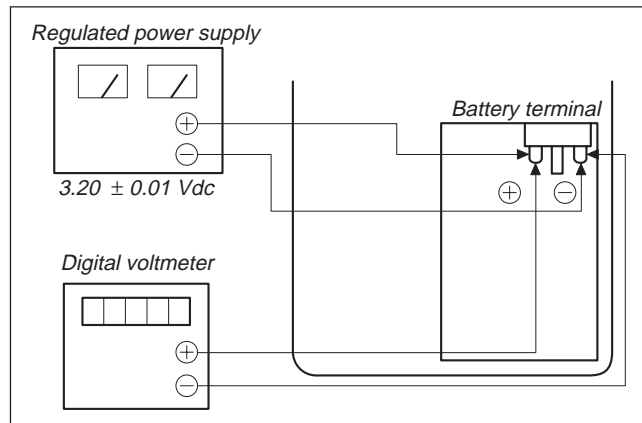 Regulated power supply
Battery terminal
+
−
3.20 ± 0.01 Vdc
+ −
Digital voltmeter
+
−